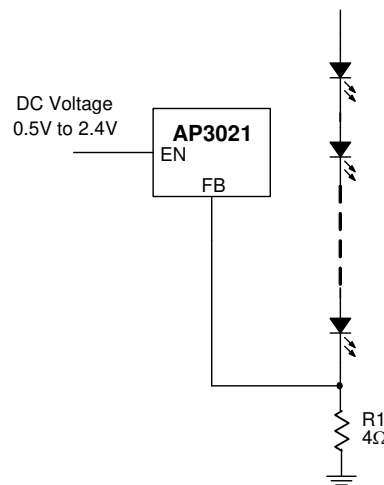 DC Voltage
0.5V to 2.4V
AP3021
EN
FB
R1
4Ω